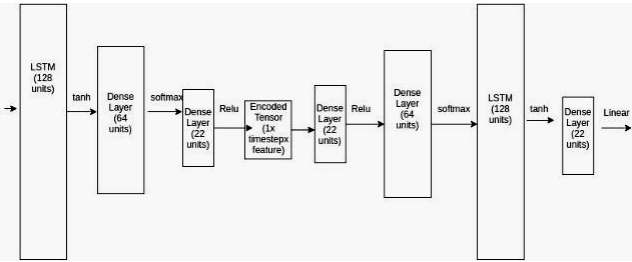 LSTM
(128
units)
tanh
Dense
Layer
(64
units)
softmax
Dense
Layer
(22
units)
Relu
Encoded
Tensor
(1x
timestepx
feature)
Dense
Layer
(22
units)
Relu
Dense
Layer
(64
units)
softmax
LSTM
(128
units)
tanh
Dense
Layer
(22
units)
Linear